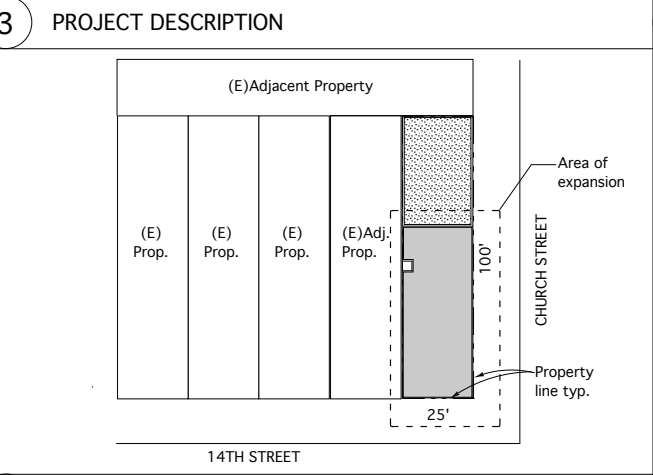 3 PROJECT DESCRIPTION
(E)Adjacent Property
Area of
expansion
(E)
Prop.
(E)
Prop.
(E)
Prop.
(E)Adj.
Prop.
100'
CHURCH STREET
Property
line typ.
25'
14TH STREET